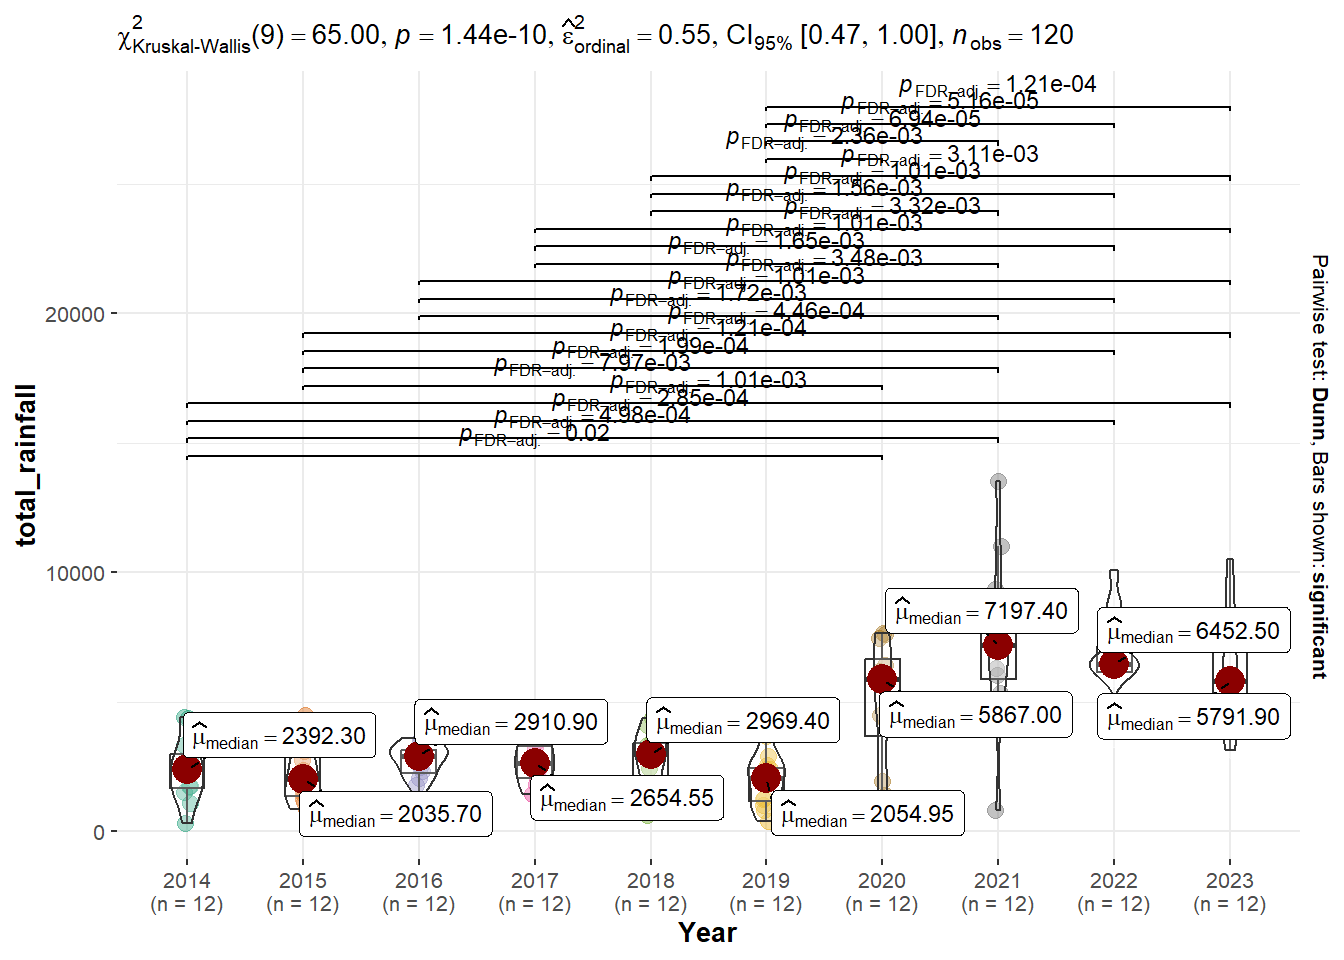 χ²Kruskal-Wallis(9) = 65.00, p = 1.44e-10, ε̂²ordinal = 0.55, CI95% [0.47, 1.00], nobs = 120
pFDR−adj. = 1.21e-04
pFDR−adj. = 5.16e-05
pFDR−adj. = 6.94e-05
pFDR−adj. = 2.36e-03
pFDR−adj. = 3.11e-03
pFDR−adj. = 1.01e-03
pFDR−adj. = 1.56e-03
pFDR−adj. = 3.32e-03
pFDR−adj. = 1.01e-03
pFDR−adj. = 1.65e-03
pFDR−adj. = 3.48e-03
pFDR−adj. = 1.01e-03
pFDR−adj. = 1.72e-03
pFDR−adj. = 4.46e-04
pFDR−adj. = 1.21e-04
pFDR−adj. = 1.99e-04
pFDR−adj. = 7.97e-03
pFDR−adj. = 1.01e-03
pFDR−adj. = 2.85e-04
pFDR−adj. = 4.98e-04
pFDR−adj. = 0.02
20000
10000
0
total_rainfall
Pairwise test: Dunn, Bars shown: significant
μ̂median = 2392.30
μ̂median = 2035.70
μ̂median = 2910.90
μ̂median = 2654.55
μ̂median = 2969.40
μ̂median = 2054.95
μ̂median = 5867.00
μ̂median = 7197.40
μ̂median = 6452.50
μ̂median = 5791.90
2014 2015 2016 2017 2018 2019 2020 2021 2022 2023
(n = 12) (n = 12) (n = 12) (n = 12) (n = 12) (n = 12) (n = 12) (n = 12) (n = 12) (n = 12)
Year